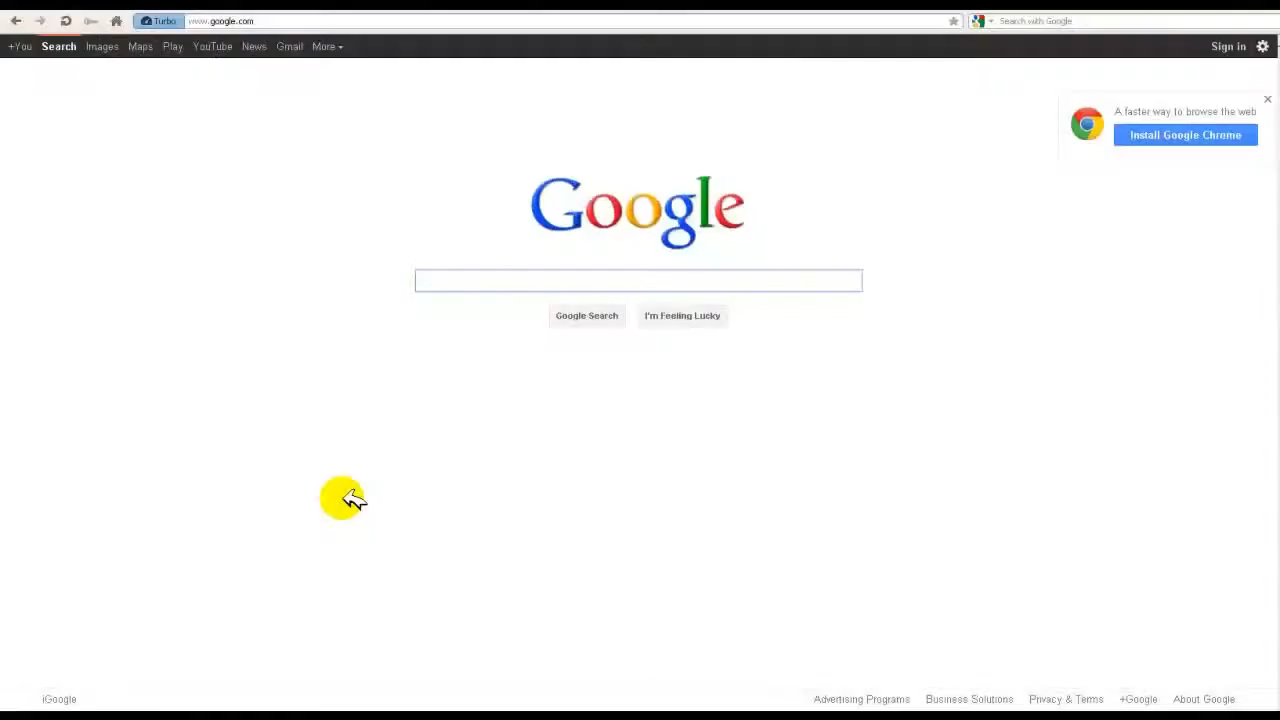 Turbo www.google.com Search with Google
+You Search Images Maps Play YouTube News Gmail More Sign in
A faster way to browse the web
Install Google Chrome
Google
Google Search I'm Feeling Lucky
iGoogle Advertising Programs Business Solutions Privacy & Terms +Google About Google